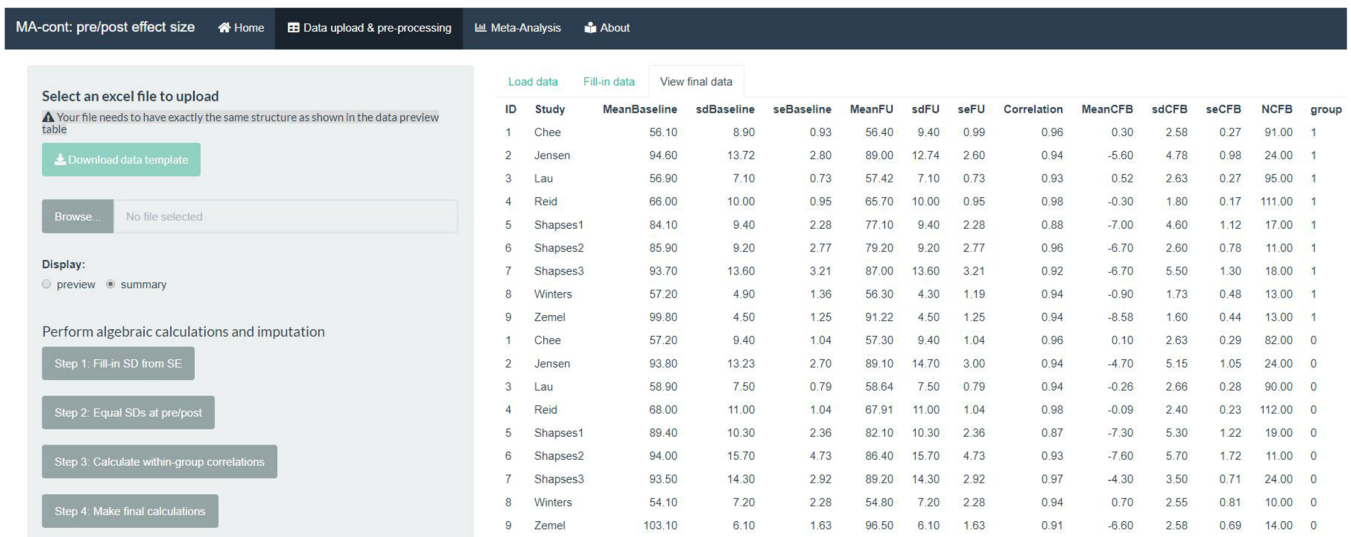 MA-cont: pre/post effect size Home Data upload & pre-processing Meta-Analysis About
Select an excel file to upload
Your file needs to have exactly the same structure as shown in the data preview
table
Download data template
Browse... No file selected
Display:
preview summary
Perform algebraic calculations and imputation
Step 1: Fill-in SD from SE
Step 2: Equal SDs at pre/post
Step 3: Calculate within-group correlations
Step 4: Make final calculations
Load data Fill-in data View final data
ID Study MeanBaseline sdBaseline seBaseline MeanFU sdFU seFU Correlation MeanCFB sdCFB seCFB NCFB group
1 Chee 56.10 8.90 0.93 56.40 9.40 0.99 0.96 0.30 2.58 0.27 91.00 1
2 Jensen 94.60 13.72 2.80 89.00 12.74 2.60 0.94 -5.60 4.78 0.98 24.00 1
3 Lau 56.90 7.10 0.73 57.42 7.10 0.73 0.93 0.52 2.63 0.27 95.00 1
4 Reid 66.00 10.00 0.95 65.70 10.00 0.95 0.98 -0.30 1.80 0.17 111.00 1
5 Shapses1 84.10 9.40 2.28 77.10 9.40 2.28 0.88 -7.00 4.60 1.12 17.00 1
6 Shapses2 85.90 9.20 2.77 79.20 9.20 2.77 0.96 -6.70 2.60 0.78 11.00 1
7 Shapses3 93.70 13.60 3.21 87.00 13.60 3.21 0.92 -6.70 5.50 1.30 18.00 1
8 Winters 57.20 4.90 1.36 56.30 4.30 1.19 0.94 -0.90 1.73 0.48 13.00 1
9 Zemel 99.80 4.50 1.25 91.22 4.50 1.25 0.94 -8.58 1.60 0.44 13.00 1
1 Chee 57.20 9.40 1.04 57.30 9.40 1.04 0.96 0.10 2.63 0.29 82.00 0
2 Jensen 93.80 13.23 2.70 89.10 14.70 3.00 0.94 -4.70 5.15 1.05 24.00 0
3 Lau 58.90 7.50 0.79 58.64 7.50 0.79 0.94 -0.26 2.66 0.28 90.00 0
4 Reid 68.00 11.00 1.04 67.91 11.00 1.04 0.98 -0.09 2.40 0.23 112.00 0
5 Shapses1 89.40 10.30 2.36 82.10 10.30 2.36 0.87 -7.30 5.30 1.22 19.00 0
6 Shapses2 94.00 15.70 4.73 86.40 15.70 4.73 0.93 -7.60 5.70 1.72 11.00 0
7 Shapses3 93.50 14.30 2.92 89.20 14.30 2.92 0.97 -4.30 3.50 0.71 24.00 0
8 Winters 54.10 7.20 2.28 54.80 7.20 2.28 0.94 0.70 2.55 0.81 10.00 0
9 Zemel 103.10 6.10 1.63 96.50 6.10 1.63 0.91 -6.60 2.58 0.69 14.00 0